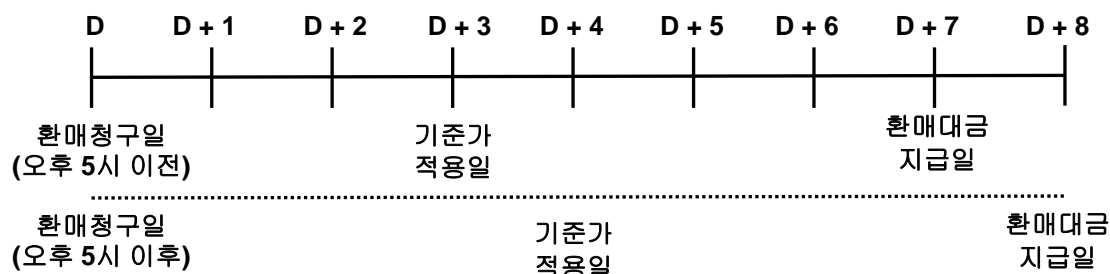 D D + 1 D + 2 D + 3 D + 4 D + 5 D + 6 D + 7 D + 8
환매청구일
(오후 5시 이전)
기준가
적용일
환매대금
지급일
환매청구일
(오후 5시 이후)
기준가
적용일
환매대금
지급일